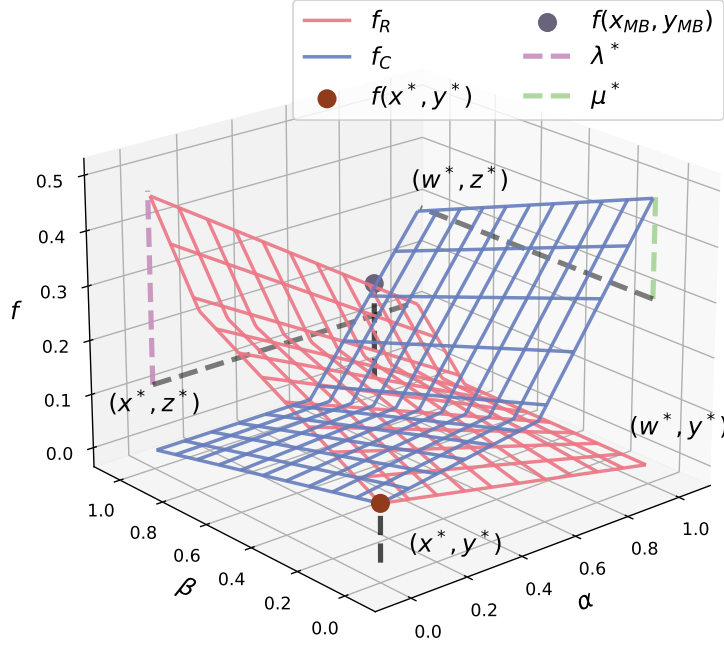 f_R
f_C
f(x*, y*)
f(x_MB, y_MB)
λ*
μ*
(w*, z*)
(x*, z*)
(w*, y*)
(x*, y*)
f
0.5
0.4
0.3
0.2
0.1
0.0
1.0
0.8
0.6
0.4
0.2
0.0
β
0.0
0.2
0.4
0.6
0.8
1.0
α